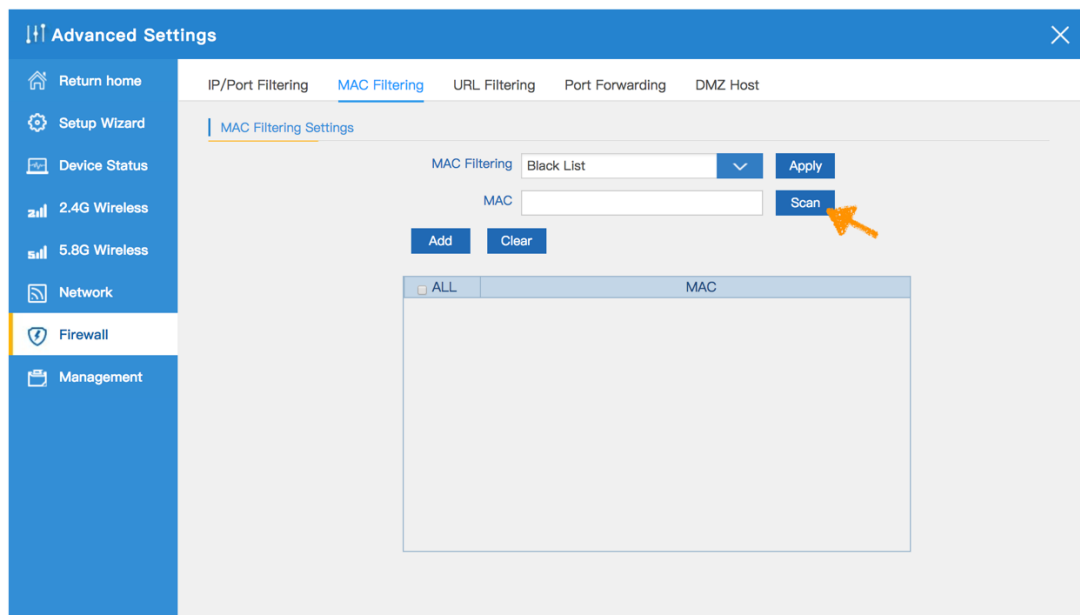 Advanced Settings
Return home
Setup Wizard
Device Status
2.4G Wireless
5.8G Wireless
Network
Firewall
Management
IP/Port Filtering MAC Filtering URL Filtering Port Forwarding DMZ Host
MAC Filtering Settings
MAC Filtering Black List Apply
MAC Scan
Add Clear
ALL MAC